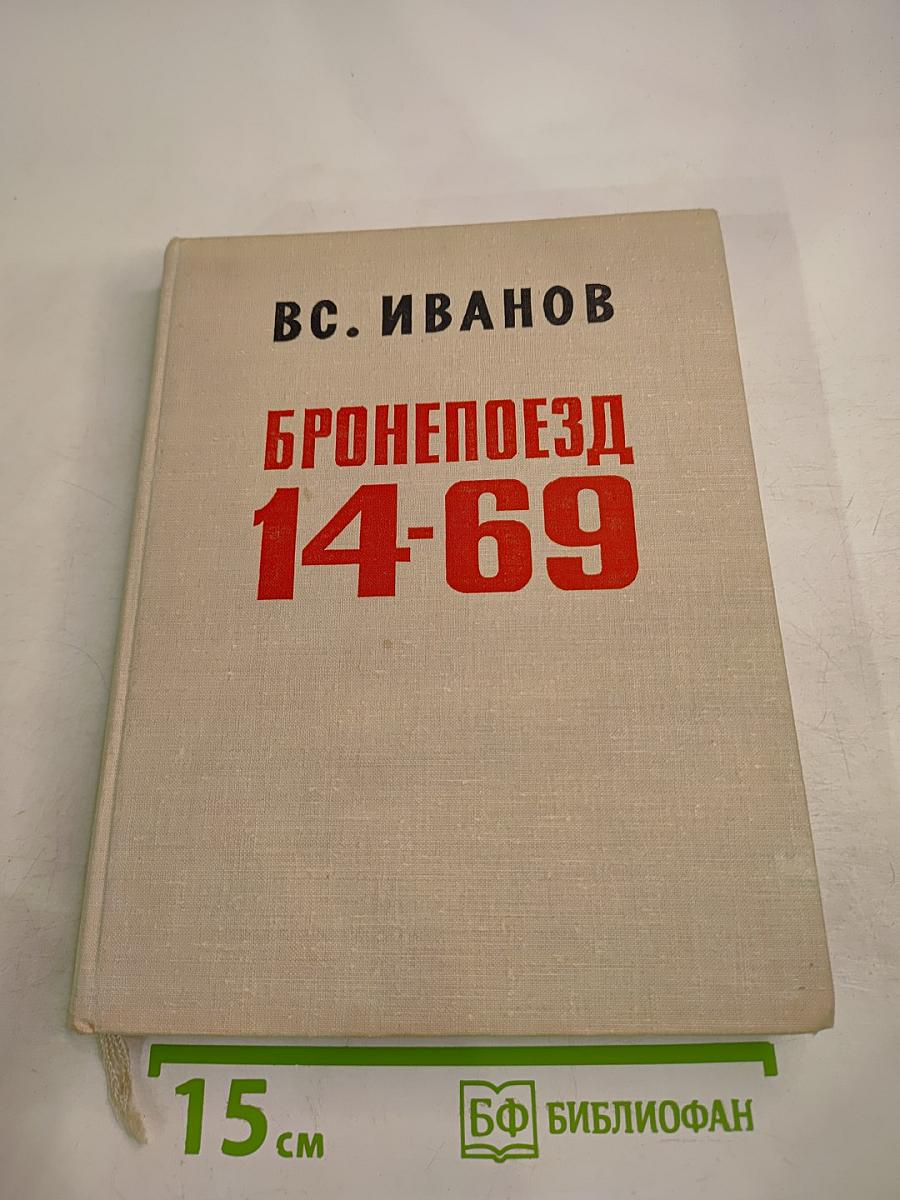 ВС. ИВАНОВ
БРОНЕПОЕЗД
14-69
15 см
БФ БИБЛИОФАН